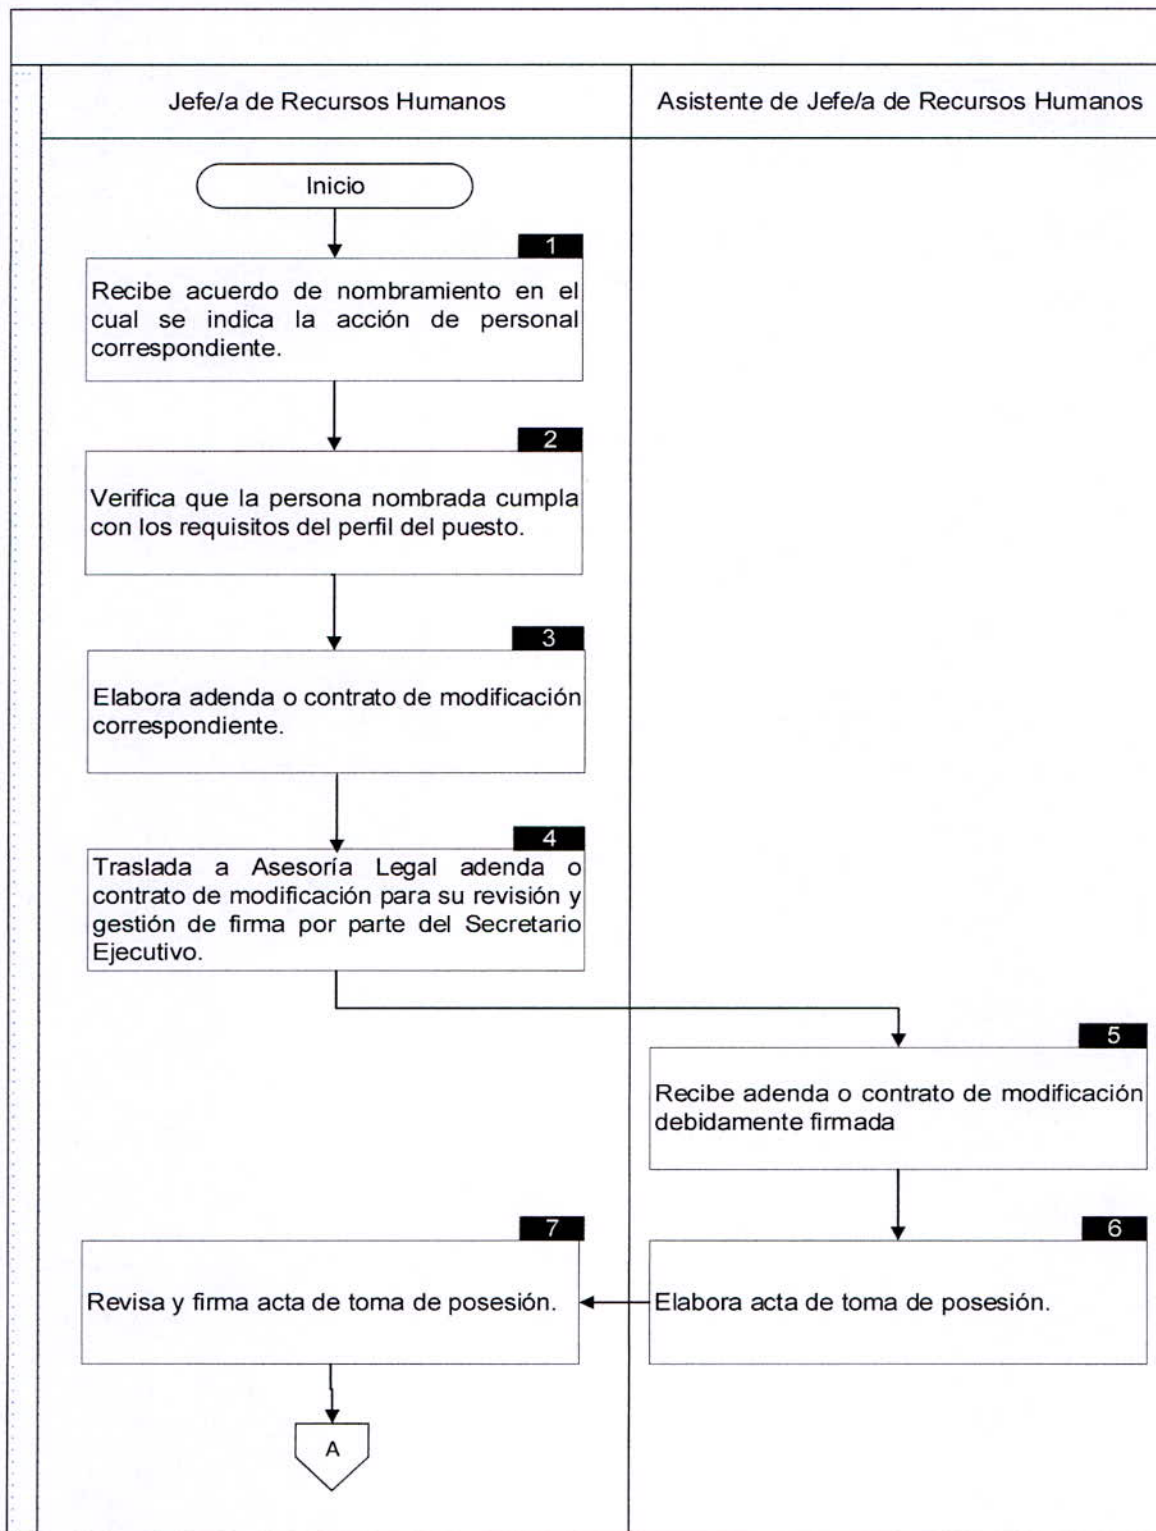 Jefe/a de Recursos Humanos
Asistente de Jefe/a de Recursos Humanos
Inicio
1
Recibe acuerdo de nombramiento en el
cual se indica la acción de personal
correspondiente.
2
Verifica que la persona nombrada cumpla
con los requisitos del perfil del puesto.
3
Elabora adenda o contrato de modificación
correspondiente.
4
Traslada a Asesoría Legal adenda o
contrato de modificación para su revisión y
gestión de firma por parte del Secretario
Ejecutivo.
5
Recibe adenda o contrato de modificación
debidamente firmada
6
Elabora acta de toma de posesión.
7
Revisa y firma acta de toma de posesión.
A